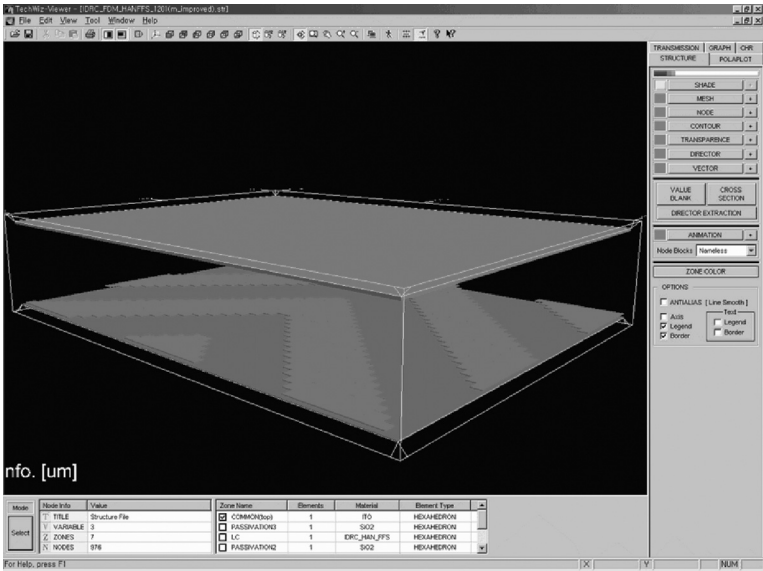 TechWiz-Viewer - [IDRC_FDM_HANFFS_1201(m_improved).str]
File Edit View Tool Window Help
TRANSMISSION GRAPH CHR
STRUCTURE POLAPLOT
SHADE
MESH +
NODE +
CONTOUR +
TRANSPARENCE +
DIRECTOR +
VECTOR +
VALUE BLANK
CROSS SECTION
DIRECTOR EXTRACTION
ANIMATION +
Node Blocks Nameless
ZONE COLOR
OPTIONS
ANTIALIAS [Line Smooth]
Axis
Legend
Border
Text
Legend
Border
nfo. [um]
Mode
Select
Node Info Value
T TITLE Structure File
V VARIABLE 3
Z ZONES 7
N NODES 976
Zone Name Elements Material Element Type
COMMON(top) 1 ITO HEXAHEDRON
PASSIVATION3 1 SiO2 HEXAHEDRON
LC 1 IDRC_HAN_FFS HEXAHEDRON
PASSIVATION2 1 SiO2 HEXAHEDRON
For Help, press F1
X Y NUM